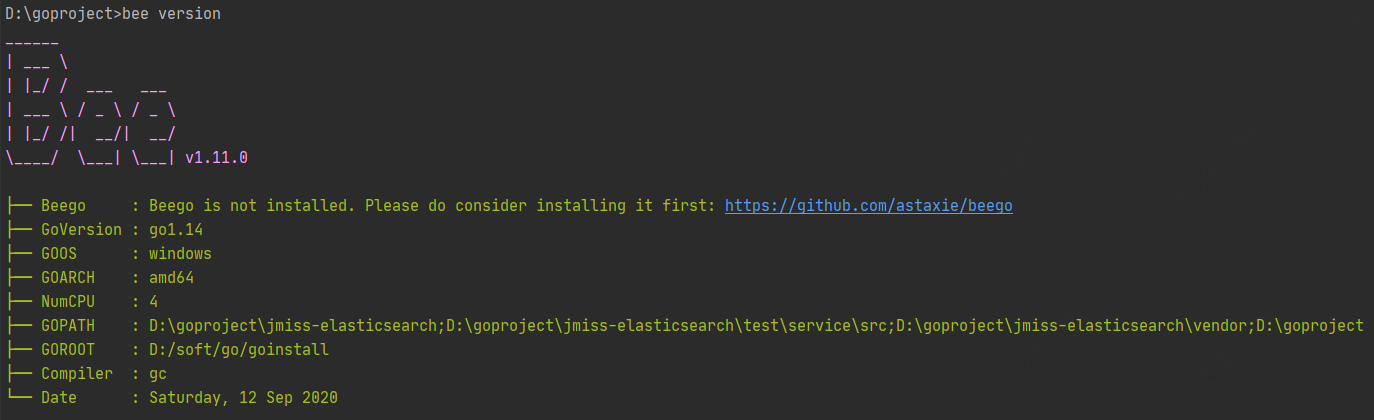 D:\goproject>bee version
______
| ___ \
| |_/ /  ___   ___
| ___ \ / _ \ / _ \
| |_/ /|  __/|  __/
\____/  \___| \___| v1.11.0
├── Beego     : Beego is not installed. Please do consider installing it first: https://github.com/astaxie/beego
├── GoVersion : go1.14
├── GOOS      : windows
├── GOARCH    : amd64
├── NumCPU    : 4
├── GOPATH    : D:\goproject\jmiss-elasticsearch;D:\goproject\jmiss-elasticsearch\test\service\src;D:\goproject\jmiss-elasticsearch\vendor;D:\goproject
├── GOROOT    : D:/soft/go/goinstall
├── Compiler  : gc
└── Date      : Saturday, 12 Sep 2020